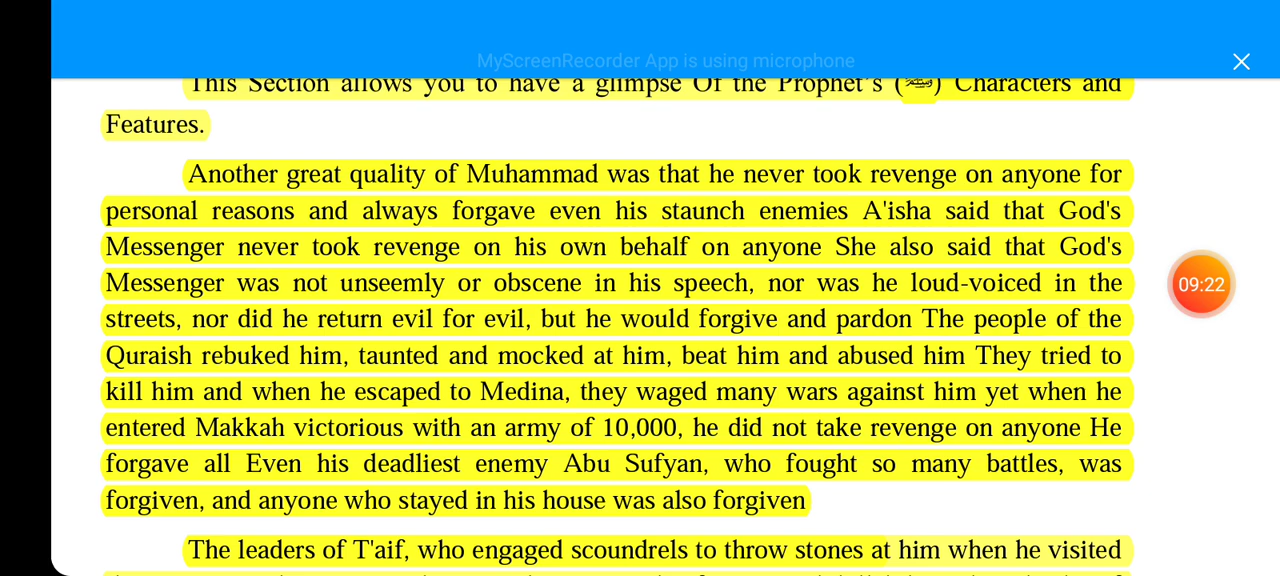 MyScreenRecorder App is using microphone
This Section allows you to have a glimpse Of the Prophet's (ﷺ) Characters and
Features.
Another great quality of Muhammad was that he never took revenge on anyone for
personal reasons and always forgave even his staunch enemies A'isha said that God's
Messenger never took revenge on his own behalf on anyone She also said that God's
Messenger was not unseemly or obscene in his speech, nor was he loud-voiced in the
streets, nor did he return evil for evil, but he would forgive and pardon The people of the
Quraish rebuked him, taunted and mocked at him, beat him and abused him They tried to
kill him and when he escaped to Medina, they waged many wars against him yet when he
entered Makkah victorious with an army of 10,000, he did not take revenge on anyone He
forgave all Even his deadliest enemy Abu Sufyan, who fought so many battles, was
forgiven, and anyone who stayed in his house was also forgiven
The leaders of T'aif, who engaged scoundrels to throw stones at him when he visited
09:22